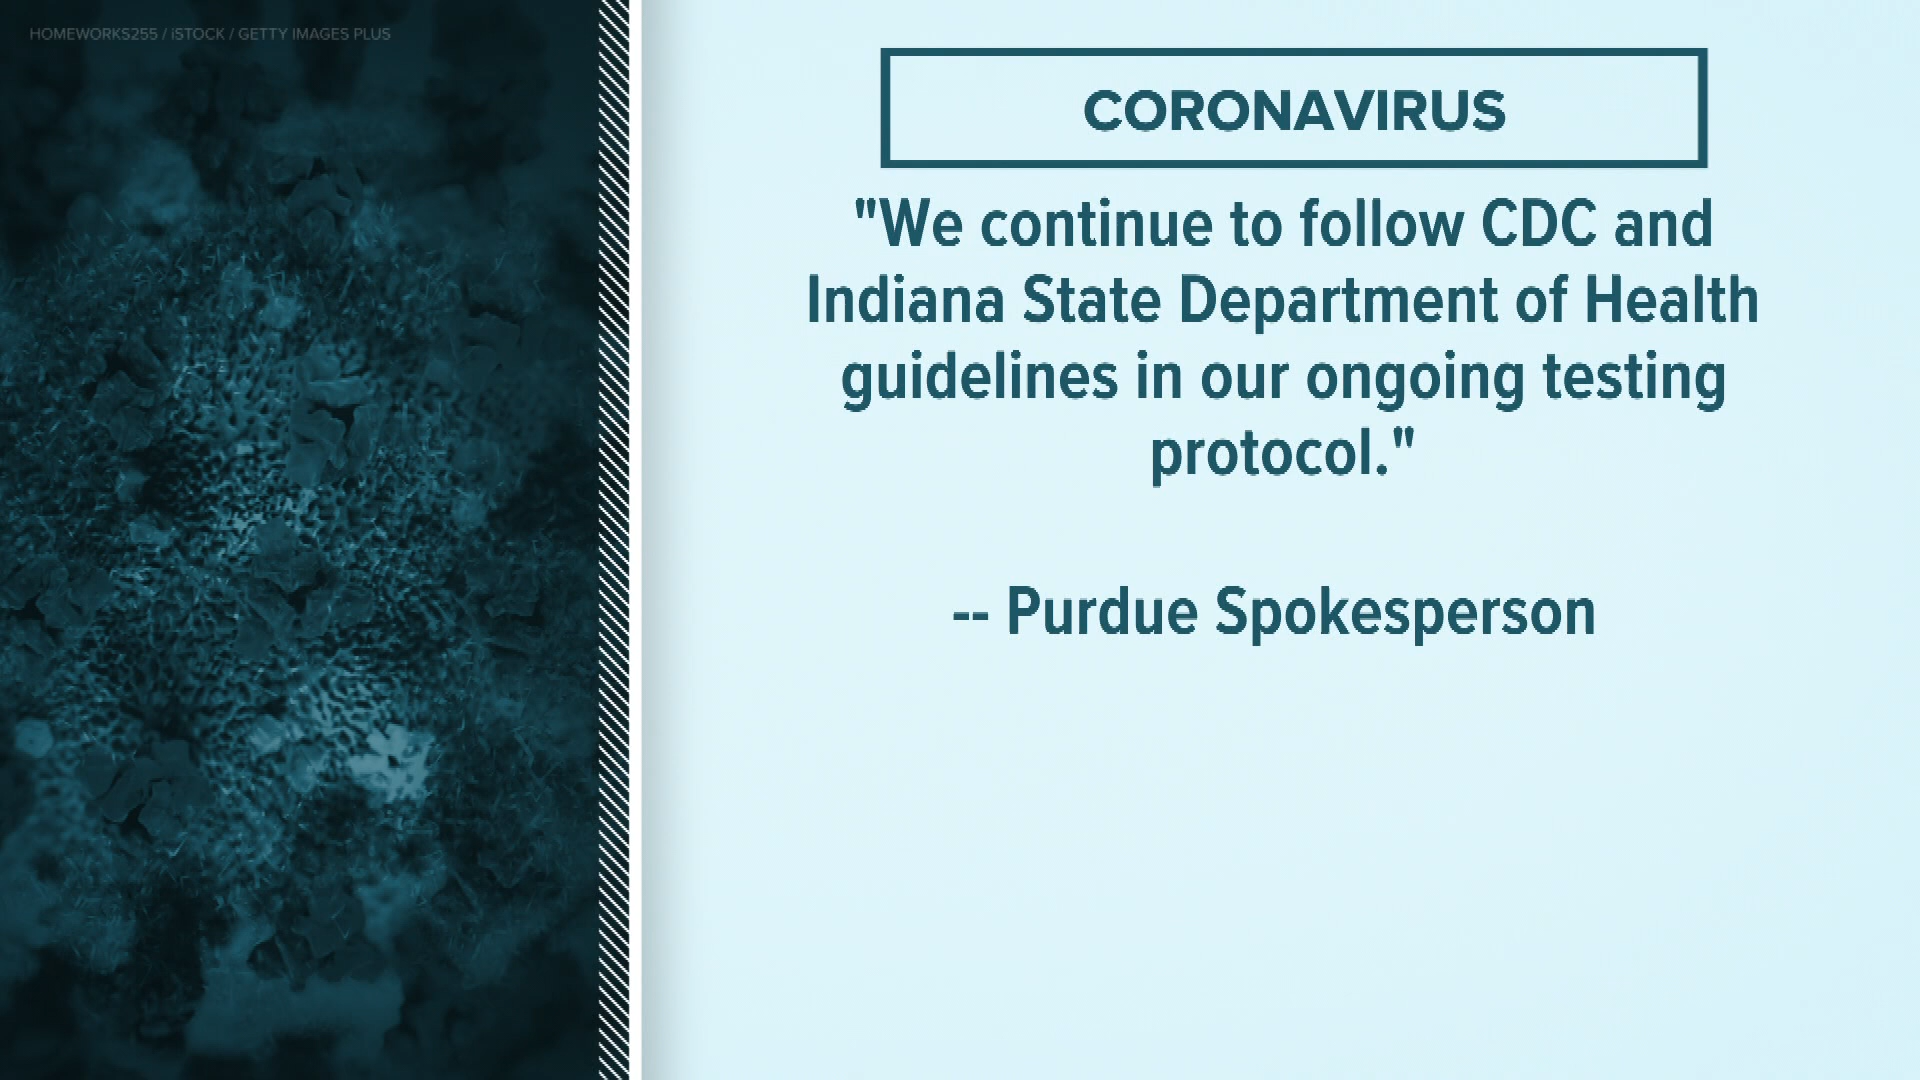 HOMEWORKS255 / iSTOCK / GETTY IMAGES PLUS
CORONAVIRUS
"We continue to follow CDC and
Indiana State Department of Health
guidelines in our ongoing testing
protocol."
-- Purdue Spokesperson